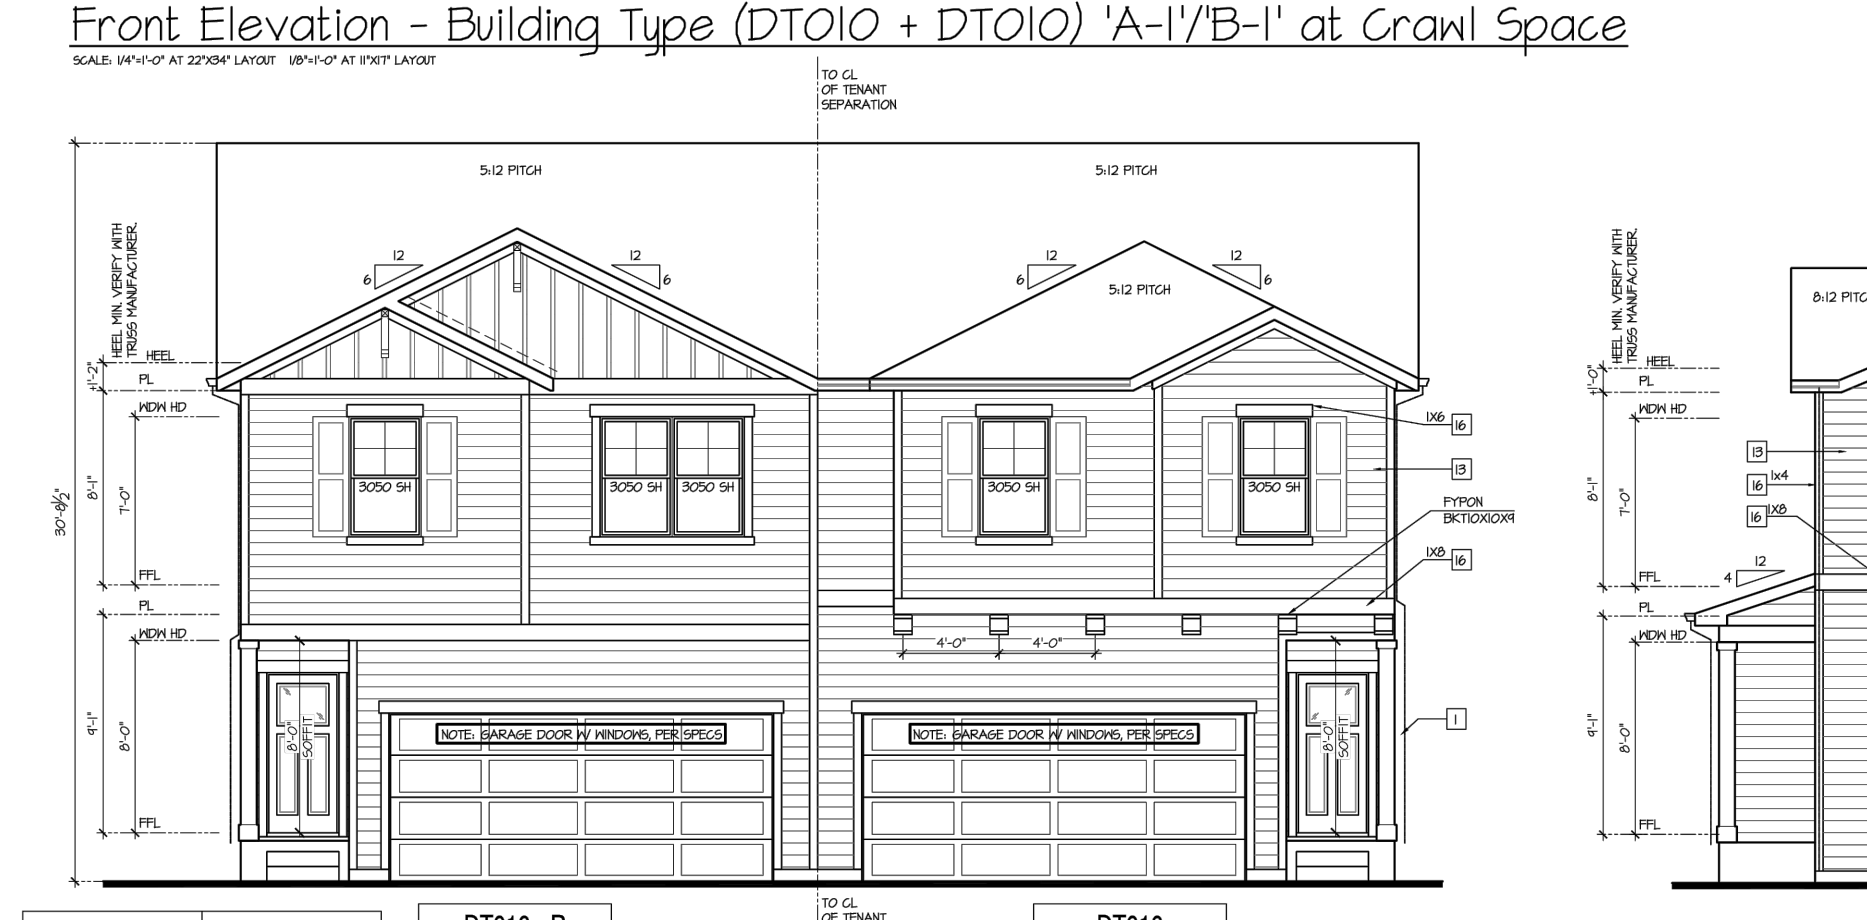 Front Elevation - Building Type (DT010 + DT010) 'A-1'/'B-1' at Crawl Space
SCALE: 1/4"=1'-0" AT 22"X34" LAYOUT 1/8"=1'-0" AT 11"X17" LAYOUT
TO CL
OF TENANT
SEPARATION
5:12 PITCH
5:12 PITCH
HEEL MIN. VERIFY WITH
TRUSS MANUFACTURER.
12
6
12
6
12
6
12
6
5:12 PITCH
HEEL
±1'-2"
PL
WDW HD
30'-8½"
8'-1"
7'-0"
FFL
PL
WDW HD
9'-1"
8'-0"
FFL
3050 SH
3050 SH
3050 SH
3050 SH
3050 SH
1X6
16
13
FYPON
BKT10X10X9
1X8
16
4'-0"
4'-0"
8'-0"
SOFFIT
NOTE: GARAGE DOOR W/ WINDOWS, PER SPECS
NOTE: GARAGE DOOR W/ WINDOWS, PER SPECS
8'-0"
SOFFIT
1
HEEL MIN. VERIFY WITH
TRUSS MANUFACTURER.
8:12 PITC
HEEL
±1'-0"
PL
WDW HD
8'-1"
7'-0"
13
16
1x4
16
1X8
12
4
FFL
PL
WDW HD
9'-1"
8'-0"
FFL
TO CL
OF TENANT